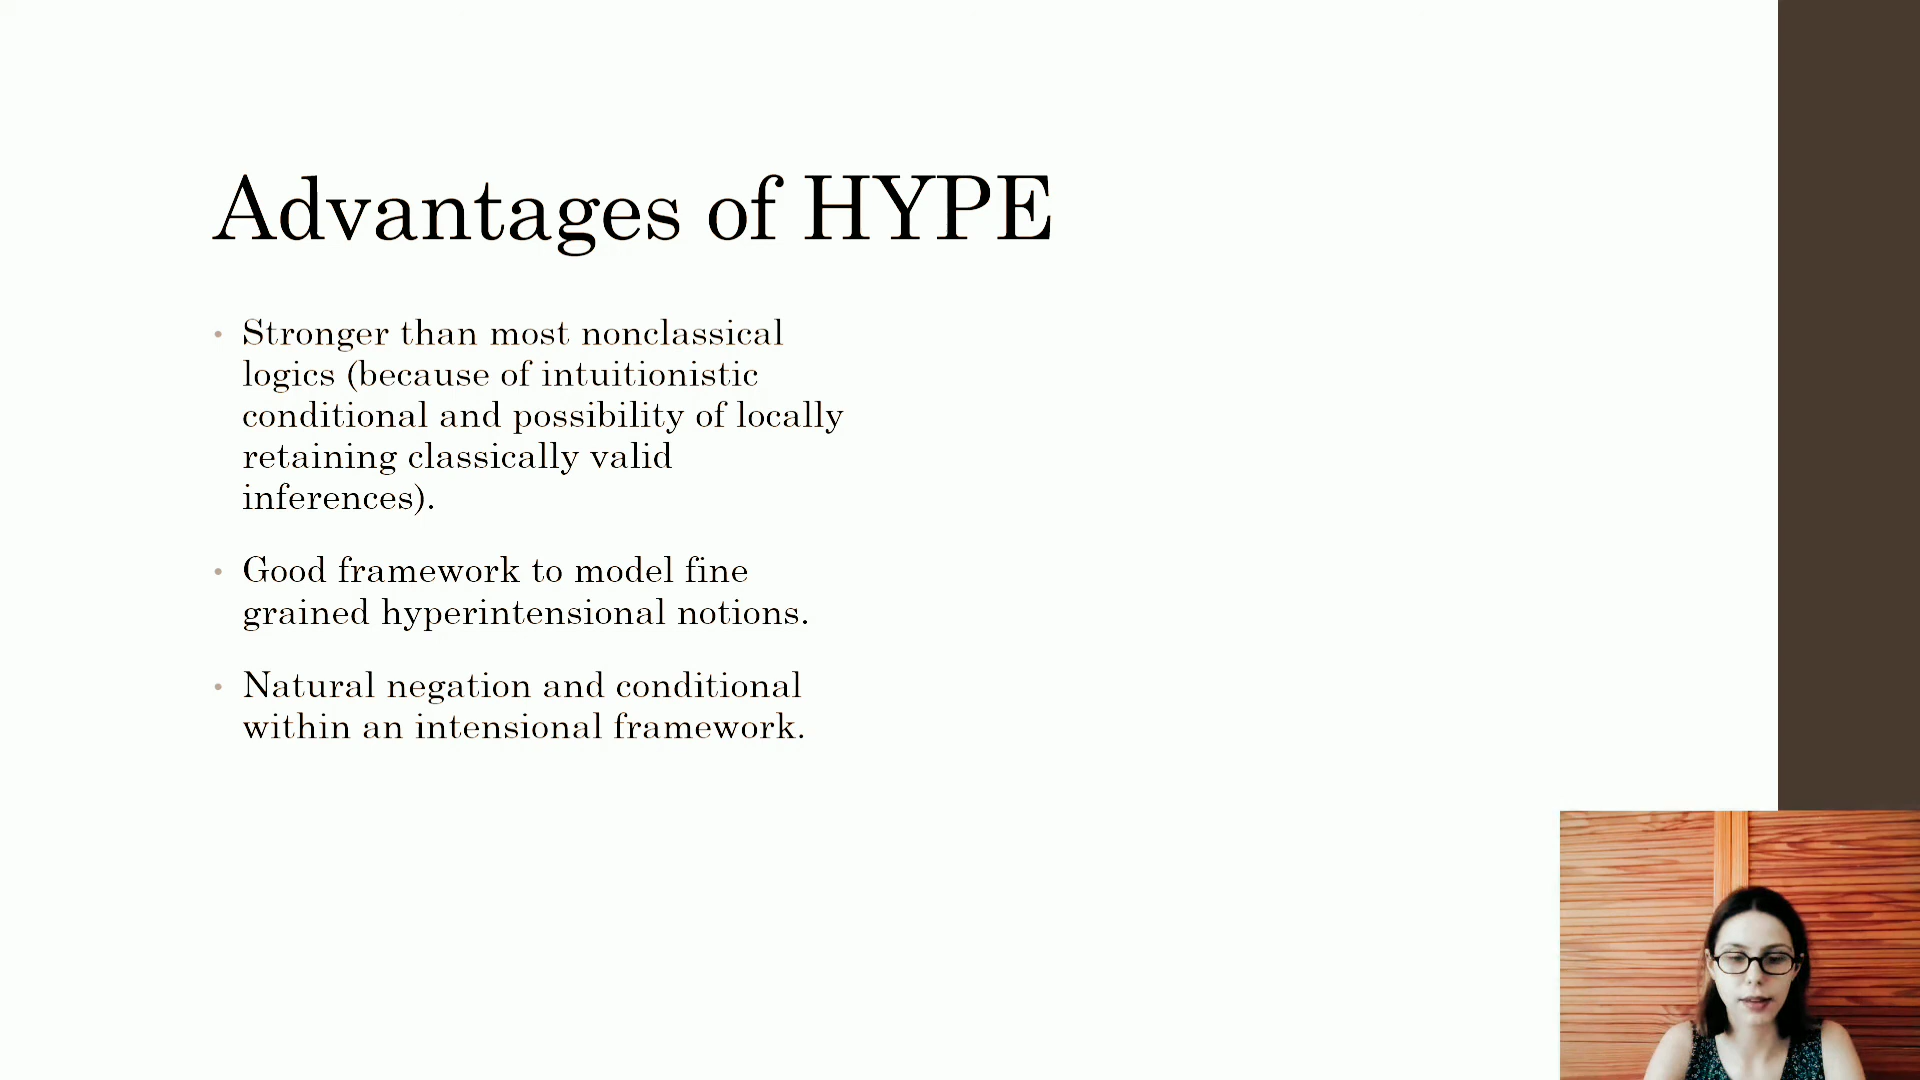 Advantages of HYPE
• Stronger than most nonclassical
logics (because of intuitionistic
conditional and possibility of locally
retaining classically valid
inferences).
• Good framework to model fine
grained hyperintensional notions.
• Natural negation and conditional
within an intensional framework.